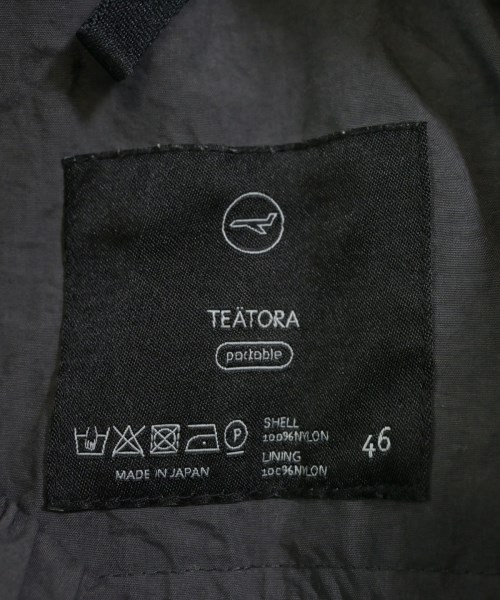 TEÄTORA
portable
SHELL
100%NYLON
LINING
100%NYLON
46
P
MADE IN JAPAN